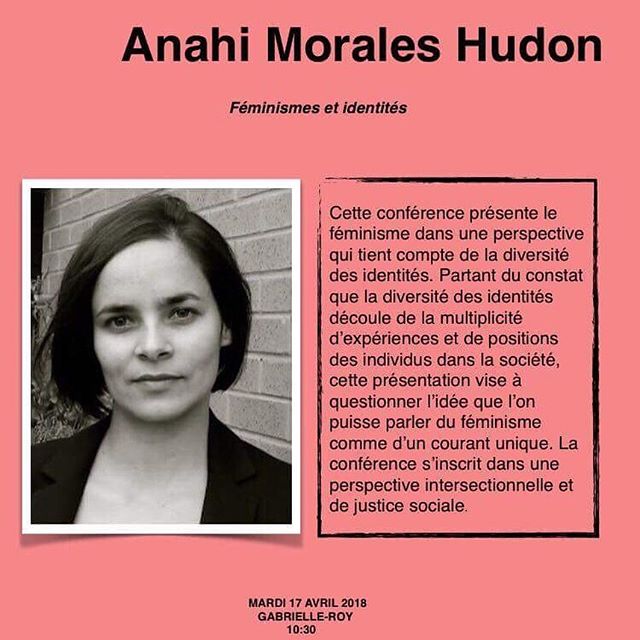 Anahi Morales Hudon
Féminismes et identités
Cette conférence présente le
féminisme dans une perspective
qui tient compte de la diversité
des identités. Partant du constat
que la diversité des identités
découle de la multiplicité
d'expériences et de positions
des individus dans la société,
cette présentation vise à
questionner l'idée que l'on
puisse parler du féminisme
comme d'un courant unique. La
conférence s'inscrit dans une
perspective intersectionnelle et
de justice sociale.
MARDI 17 AVRIL 2018
GABRIELLE-ROY
10:30